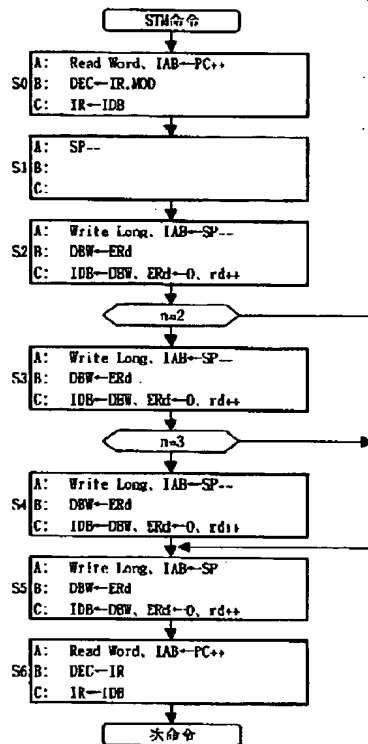 STM命令
A: Read Word、IAB←PC++
S0 B: DEC←IR.MOD
C: IR←IDB
A: SP--
S1 B:
C:
A: Write Long、IAB←SP--
S2 B: DBW←ERd
C: IDB←DBW、ERd←0、rd++
n=2
A: Write Long、IAB←SP--
S3 B: DBW←ERd
C: IDB←DBW、ERd←0、rd++
n=3
A: Write Long、IAB←SP--
S4 B: DBW←ERd
C: IDB←DBW、ERd←0、rd++
A: Write Long、IAB←SP
S5 B: DBW←ERd
C: IDB←DBW、ERd←0、rd++
A: Read Word、IAB←PC++
S6 B: DEC←IR
C: IR←IDB
次命令